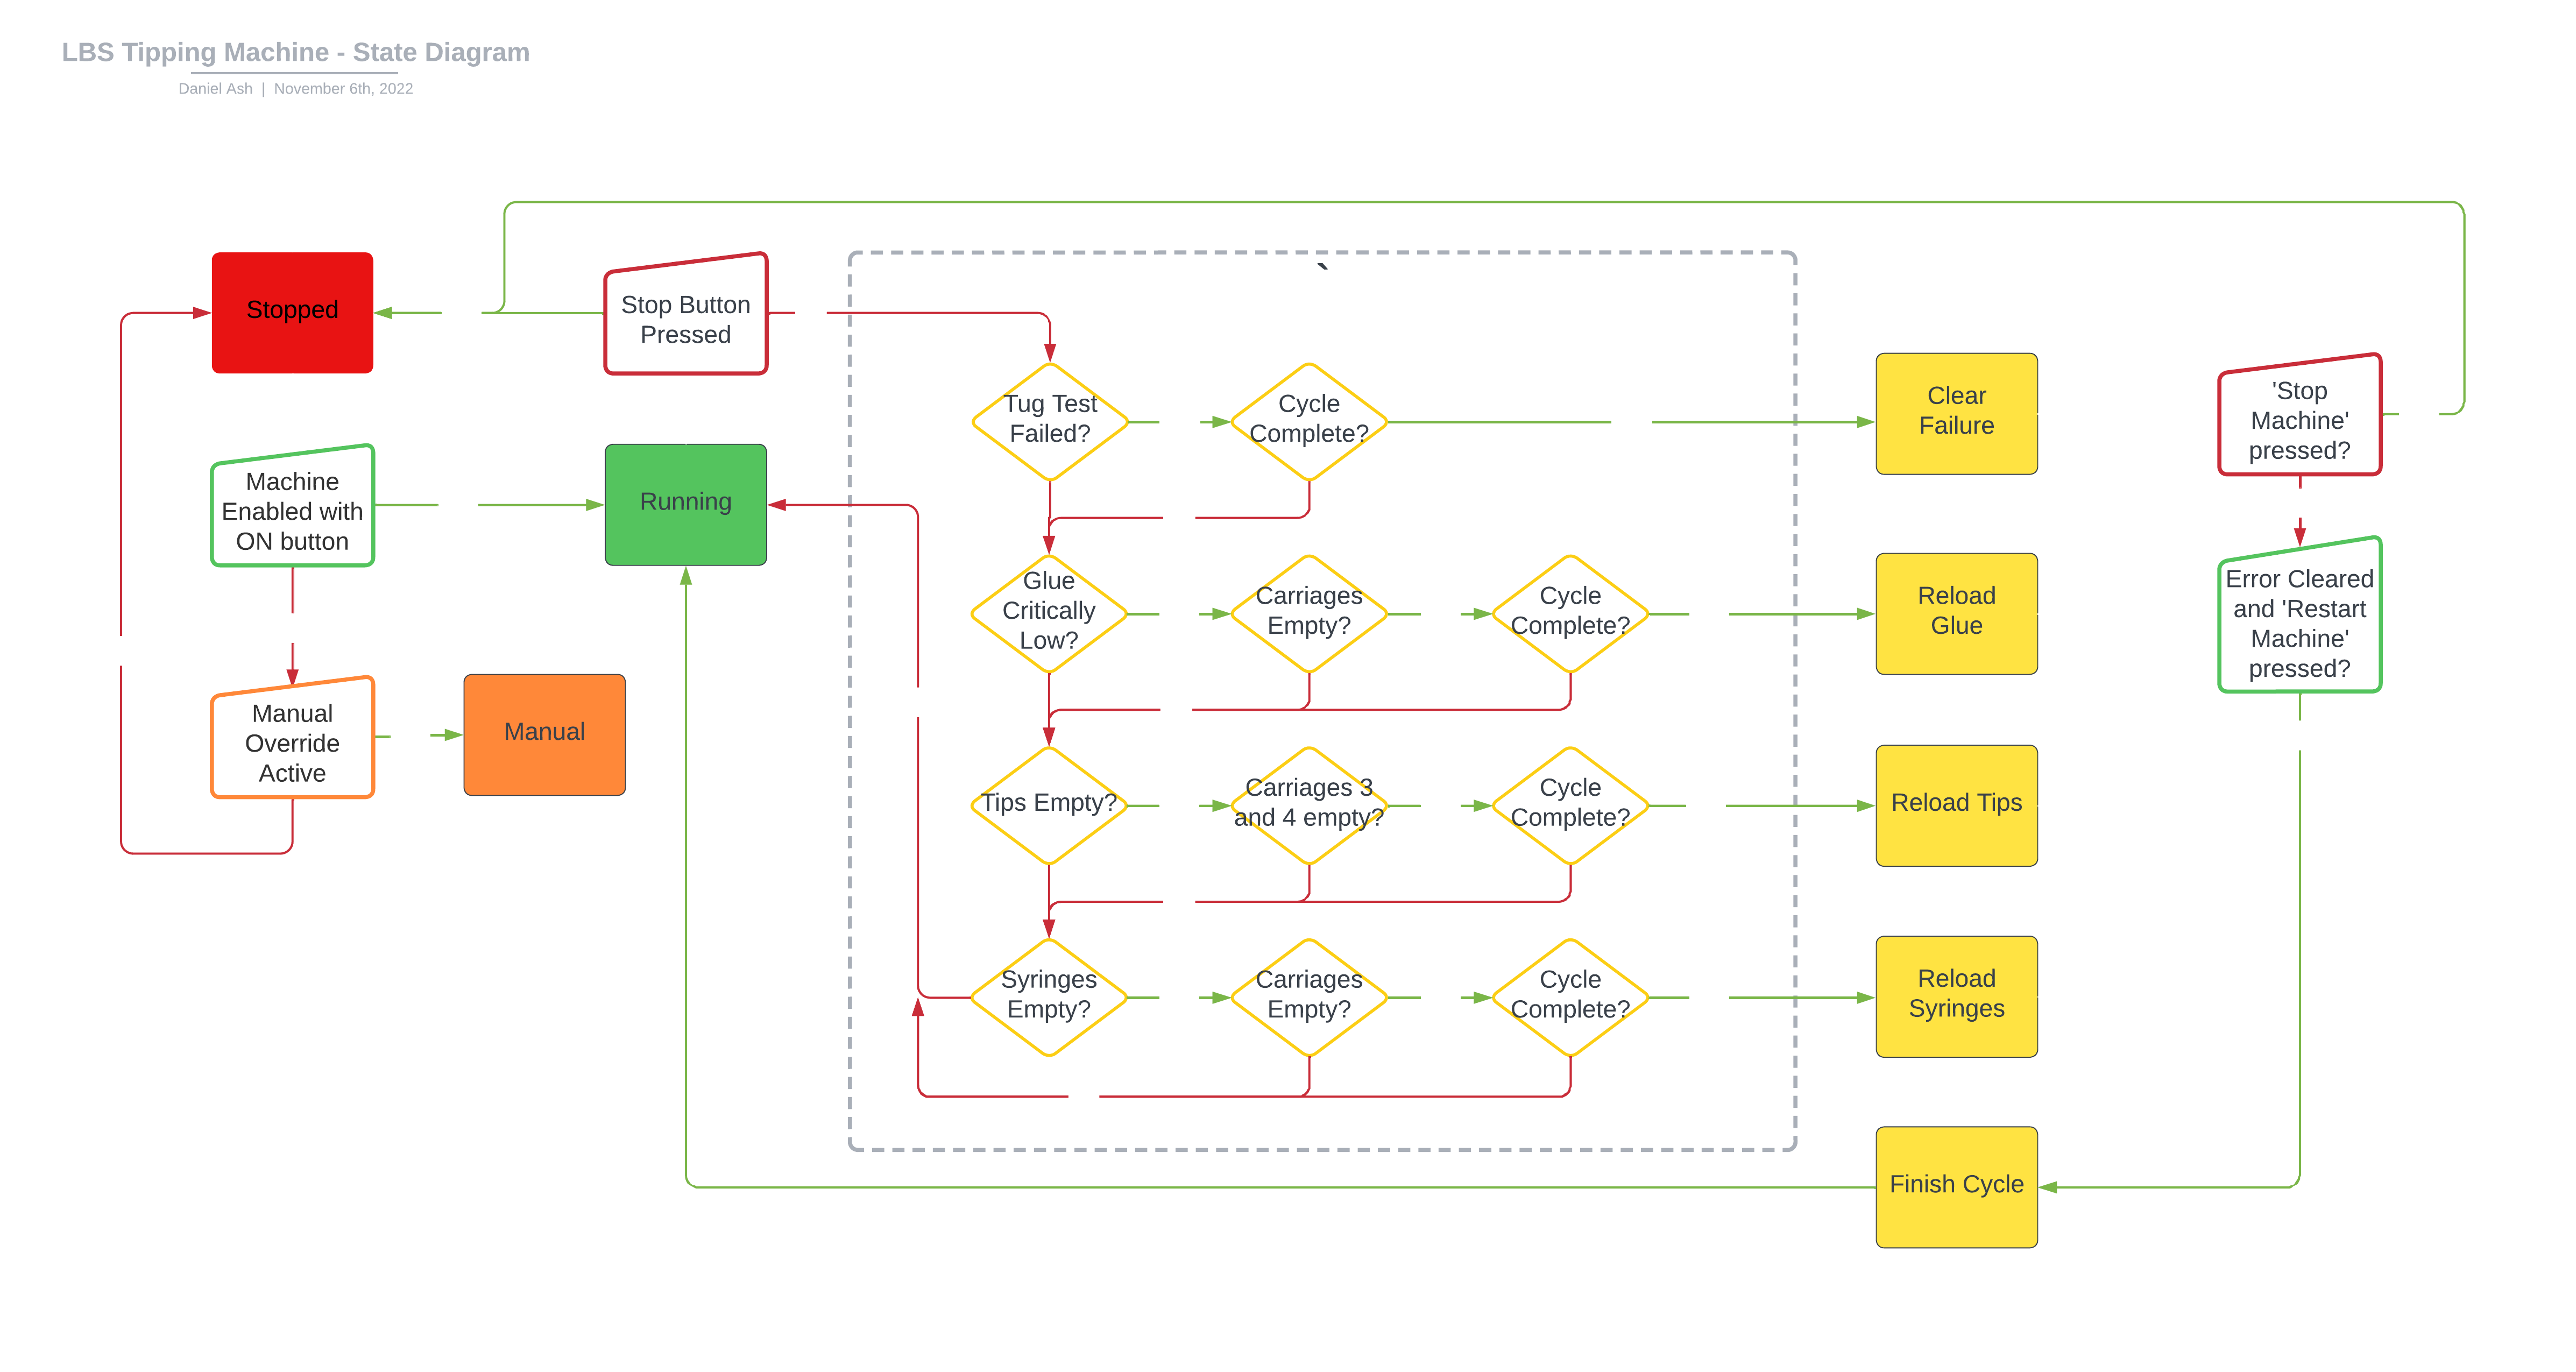 LBS Tipping Machine - State Diagram
Daniel Ash | November 6th, 2022
`
Stopped
Stop Button
Pressed
Machine
Enabled with
ON button
Running
Manual
Override
Active
Manual
Tug Test
Failed?
Cycle
Complete?
Clear
Failure
Glue
Critically
Low?
Carriages
Empty?
Cycle
Complete?
Reload
Glue
Tips Empty?
Carriages 3
and 4 empty?
Cycle
Complete?
Reload Tips
Syringes
Empty?
Carriages
Empty?
Cycle
Complete?
Reload
Syringes
Finish Cycle
'Stop
Machine'
pressed?
Error Cleared
and 'Restart
Machine'
pressed?